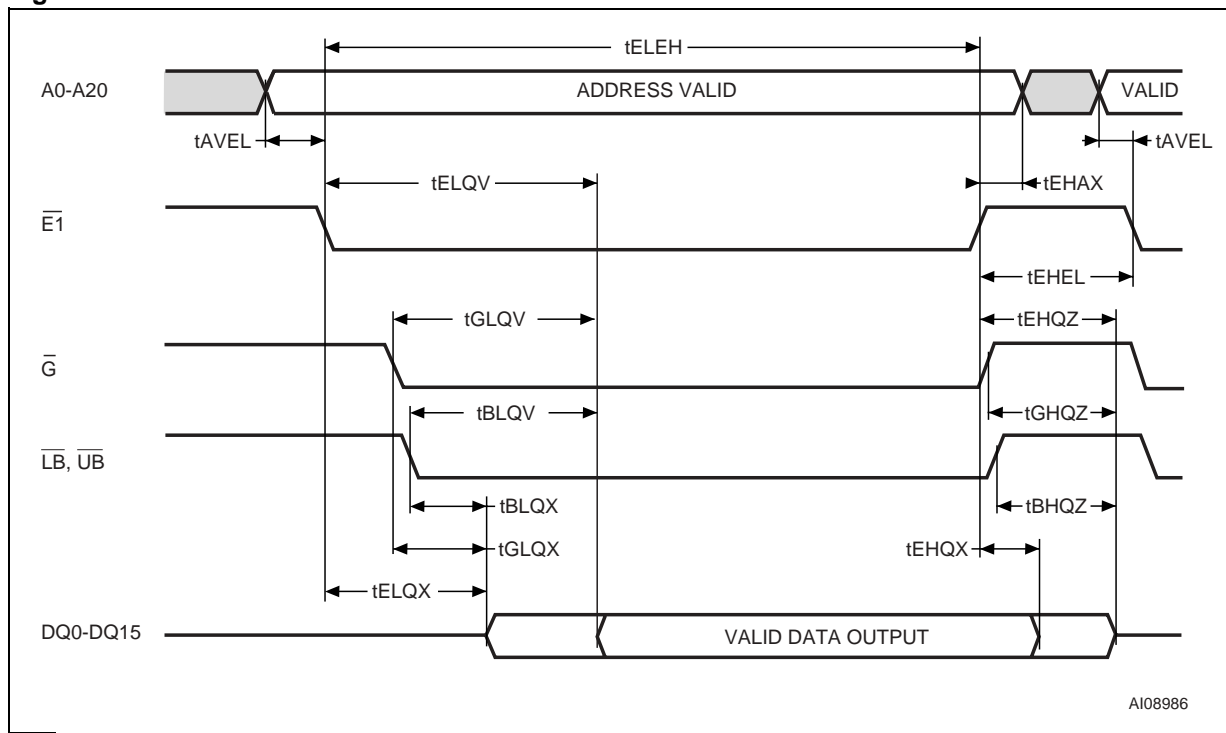 tELEH
A0-A20
ADDRESS VALID
VALID
tAVEL
tAVEL
tELQV
tEHAX
E1
tEHEL
tGLQV
tEHQZ
G
tBLQV
tGHQZ
LB, UB
tBLQX
tBHQZ
tGLQX
tEHQX
tELQX
DQ0-DQ15
VALID DATA OUTPUT
AI08986